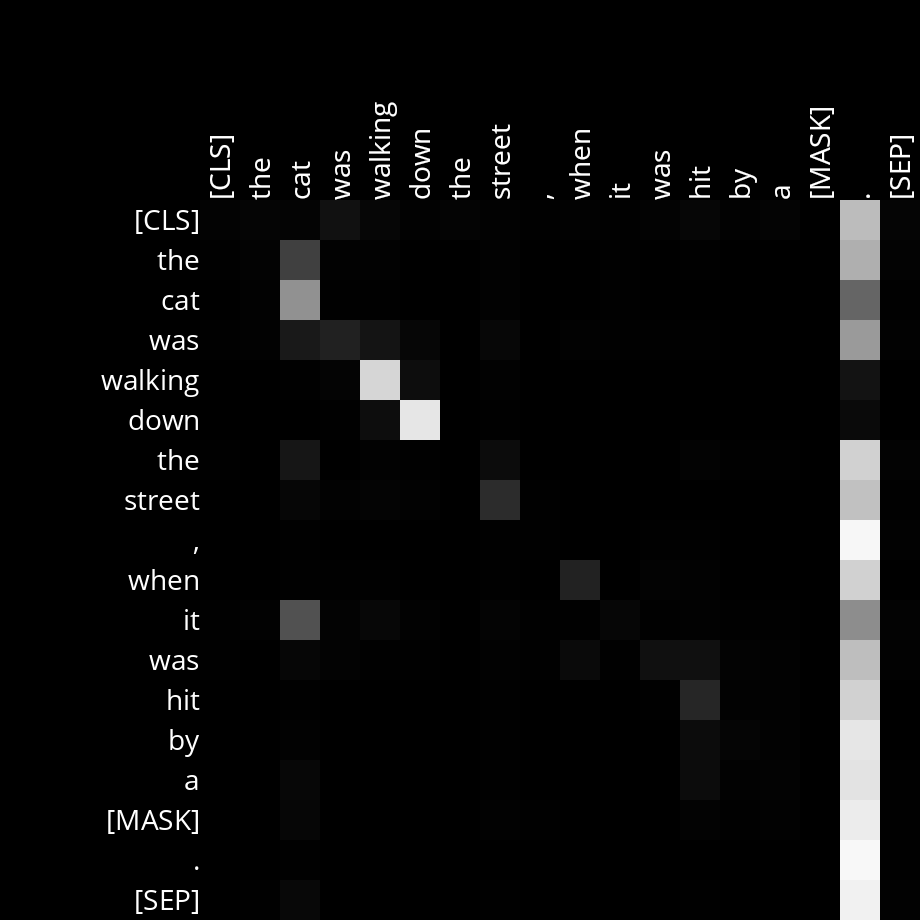 [CLS] the cat was walking down the street , when it was hit by a [MASK] . [SEP]
[CLS]
the
cat
was
walking
down
the
street
,
when
it
was
hit
by
a
[MASK]
.
[SEP]